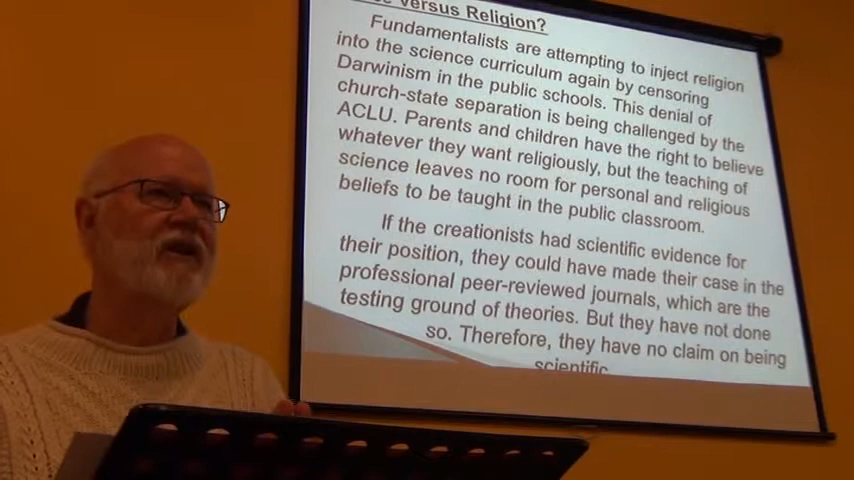 versus Religion?
Fundamentalists are attempting to inject religion
into the science curriculum again by censoring
Darwinism in the public schools. This denial of
church-state separation is being challenged by the
ACLU. Parents and children have the right to believe
whatever they want religiously, but the teaching of
science leaves no room for personal and religious
beliefs to be taught in the public classroom.
If the creationists had scientific evidence for
their position, they could have made their case in the
professional peer-reviewed journals, which are the
testing ground of theories. But they have not done
so. Therefore, they have no claim on being
scientific